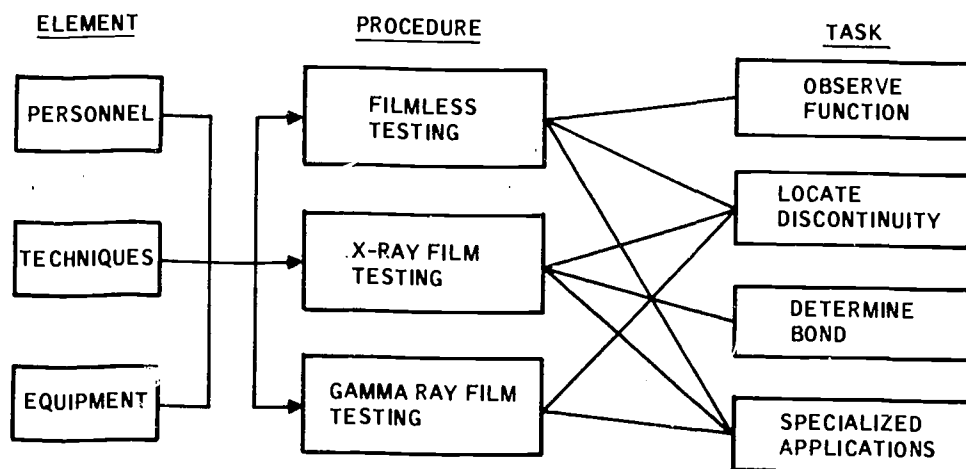 ELEMENT
PERSONNEL
TECHNIQUES
EQUIPMENT
PROCEDURE
FILMLESS
TESTING
X-RAY FILM
TESTING
GAMMA RAY FILM
TESTING
TASK
OBSERVE
FUNCTION
LOCATE
DISCONTINUITY
DETERMINE
BOND
SPECIALIZED
APPLICATIONS